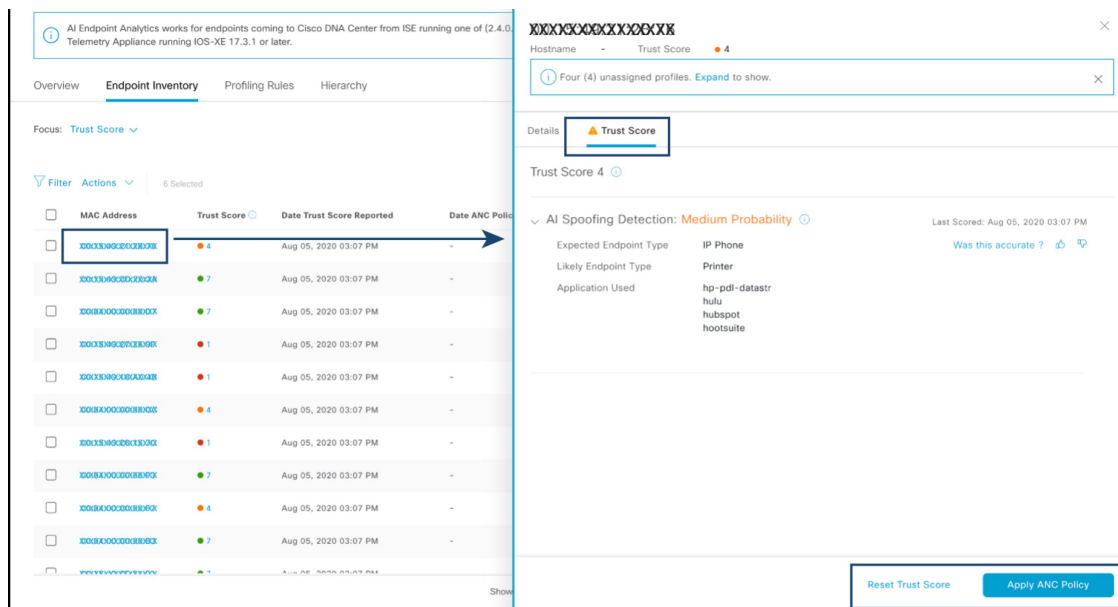 AI Endpoint Analytics works for endpoints coming to Cisco DNA Center from ISE running one of (2.4.0.
Telemetry Appliance running IOS-XE 17.3.1 or later.
Overview Endpoint Inventory Profiling Rules Hierarchy
Focus: Trust Score
Filter Actions 6 Selected
MAC Address Trust Score Date Trust Score Reported Date ANC Polic
4 Aug 05, 2020 03:07 PM -
7 Aug 05, 2020 03:07 PM -
7 Aug 05, 2020 03:07 PM -
1 Aug 05, 2020 03:07 PM -
1 Aug 05, 2020 03:07 PM -
4 Aug 05, 2020 03:07 PM -
1 Aug 05, 2020 03:07 PM -
7 Aug 05, 2020 03:07 PM -
4 Aug 05, 2020 03:07 PM -
7 Aug 05, 2020 03:07 PM -
Show
Hostname - Trust Score 4
Four (4) unassigned profiles. Expand to show.
Details Trust Score
Trust Score 4
AI Spoofing Detection: Medium Probability Last Scored: Aug 05, 2020 03:07 PM
Expected Endpoint Type IP Phone Was this accurate ?
Likely Endpoint Type Printer
Application Used hp-pdl-datastr
hulu
hubspot
hootsuite
Reset Trust Score Apply ANC Policy